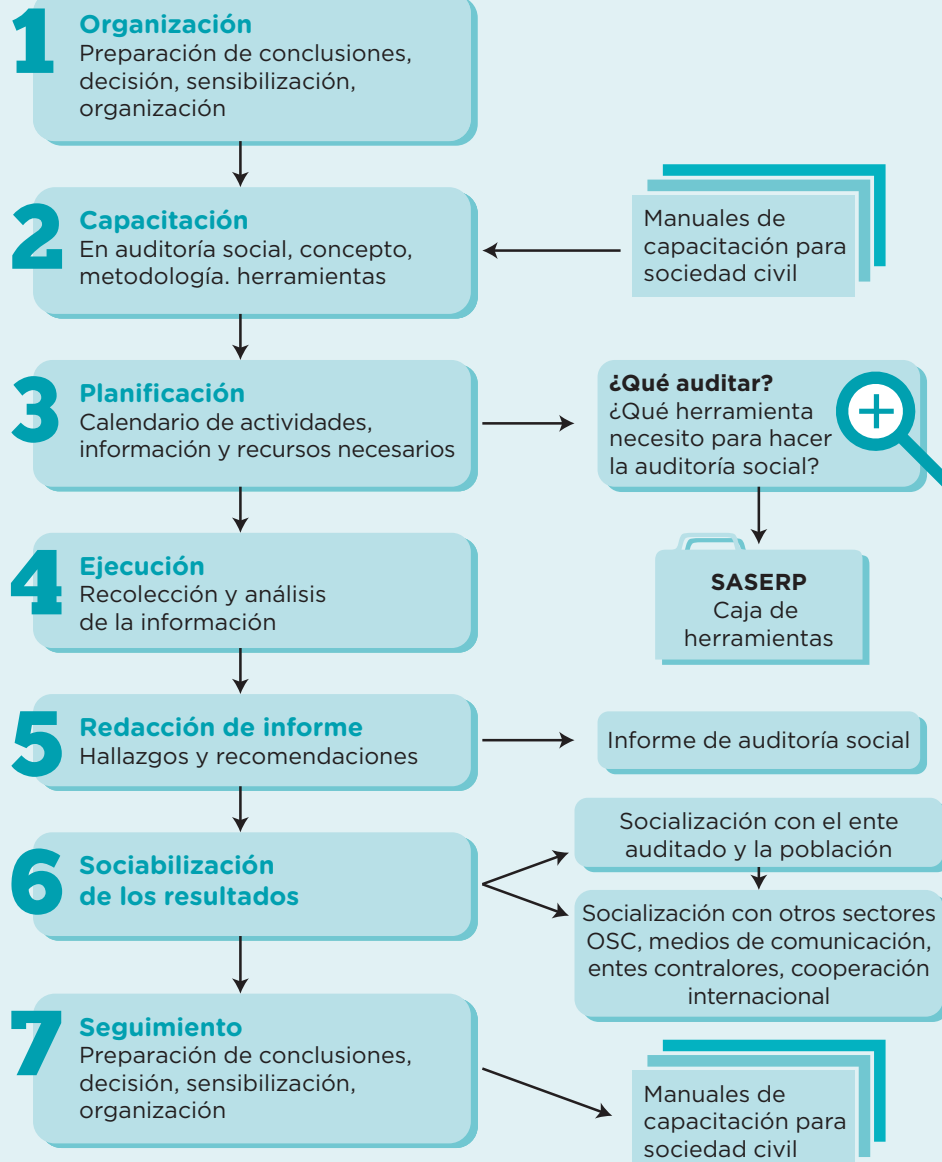 1
Organización
Preparación de conclusiones,
decisión, sensibilización,
organización
2
Capacitación
En auditoría social, concepto,
metodología. herramientas
Manuales de
capacitación para
sociedad civil
3
Planificación
Calendario de actividades,
información y recursos necesarios
¿Qué auditar?
¿Qué herramienta
necesito para hacer
la auditoría social?
4
Ejecución
Recolección y análisis
de la información
SASERP
Caja de
herramientas
5
Redacción de informe
Hallazgos y recomendaciones
Informe de auditoría social
6
Sociabilización
de los resultados
Socialización con el ente
auditado y la población
Socialización con otros sectores
OSC, medios de comunicación,
entes contralores, cooperación
internacional
7
Seguimiento
Preparación de conclusiones,
decisión, sensibilización,
organización
Manuales de
capacitación para
sociedad civil